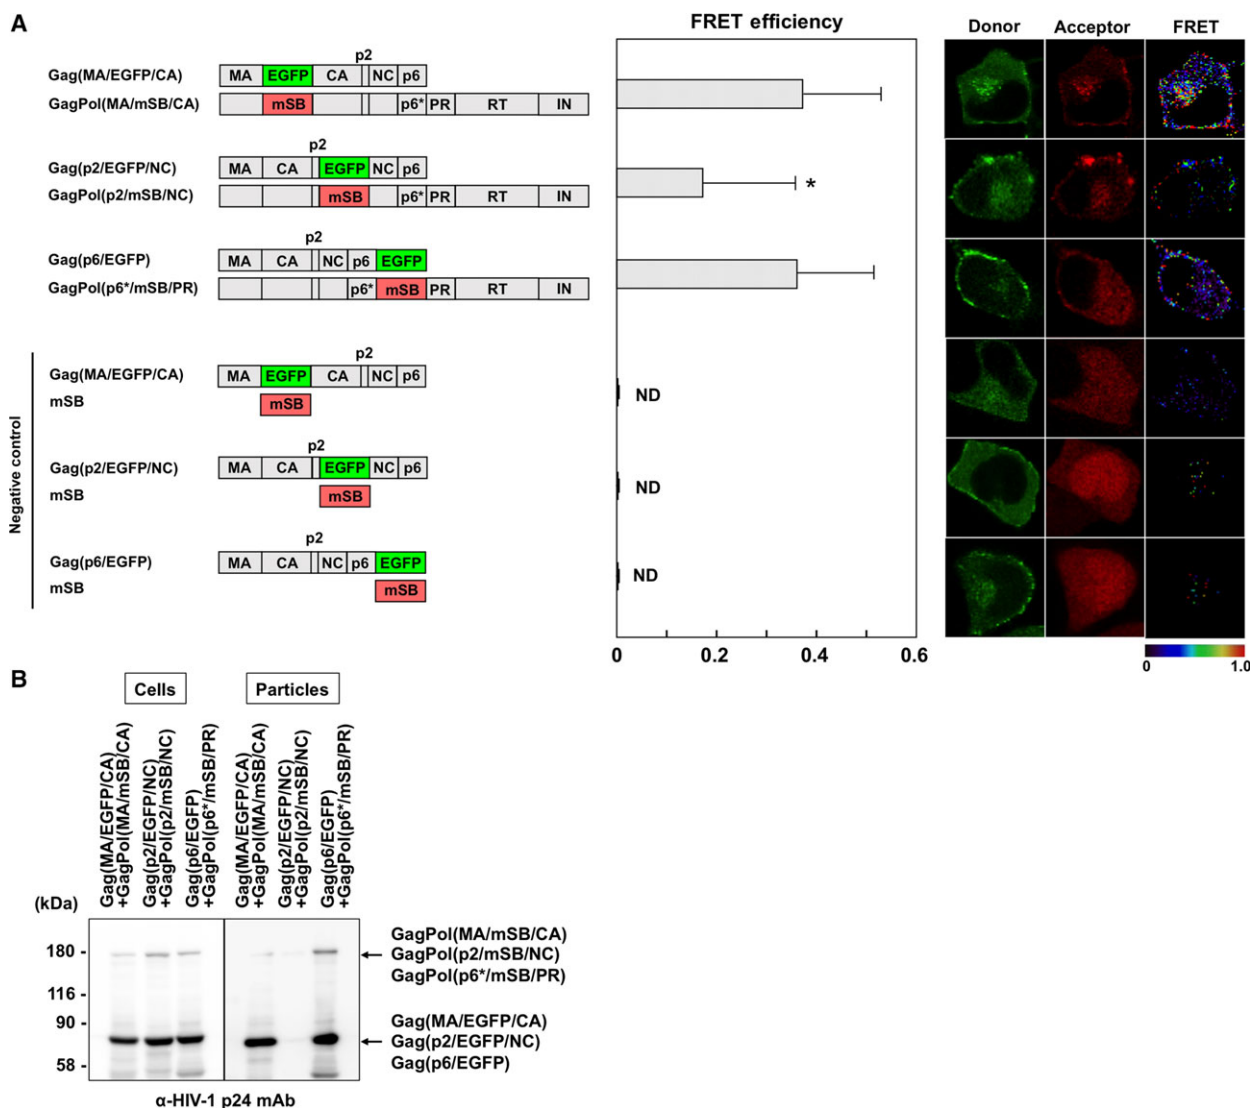 A
FRET efficiency
Donor Acceptor FRET
p2
Gag(MA/EGFP/CA) MA EGFP CA NC p6
GagPol(MA/mSB/CA) mSB p6* PR RT IN
p2
Gag(p2/EGFP/NC) MA CA EGFP NC p6
GagPol(p2/mSB/NC) mSB p6* PR RT IN
*
p2
Gag(p6/EGFP) MA CA NC p6 EGFP
GagPol(p6*/mSB/PR) p6* mSB PR RT IN
Negative control
p2
Gag(MA/EGFP/CA) MA EGFP CA NC p6
mSB mSB
ND
p2
Gag(p2/EGFP/NC) MA CA EGFP NC p6
mSB mSB
ND
p2
Gag(p6/EGFP) MA CA NC p6 EGFP
mSB mSB
ND
0 0.2 0.4 0.6
0 1.0
B
Cells Particles
Gag(MA/EGFP/CA)
+GagPol(MA/mSB/CA)
Gag(p2/EGFP/NC)
+GagPol(p2/mSB/NC)
Gag(p6/EGFP)
+GagPol(p6*/mSB/PR)
Gag(MA/EGFP/CA)
+GagPol(MA/mSB/CA)
Gag(p2/EGFP/NC)
+GagPol(p2/mSB/NC)
Gag(p6/EGFP)
+GagPol(p6*/mSB/PR)
(kDa)
180 -
116 -
90 -
58 -
GagPol(MA/mSB/CA)
GagPol(p2/mSB/NC)
GagPol(p6*/mSB/PR)
Gag(MA/EGFP/CA)
Gag(p2/EGFP/NC)
Gag(p6/EGFP)
α-HIV-1 p24 mAb